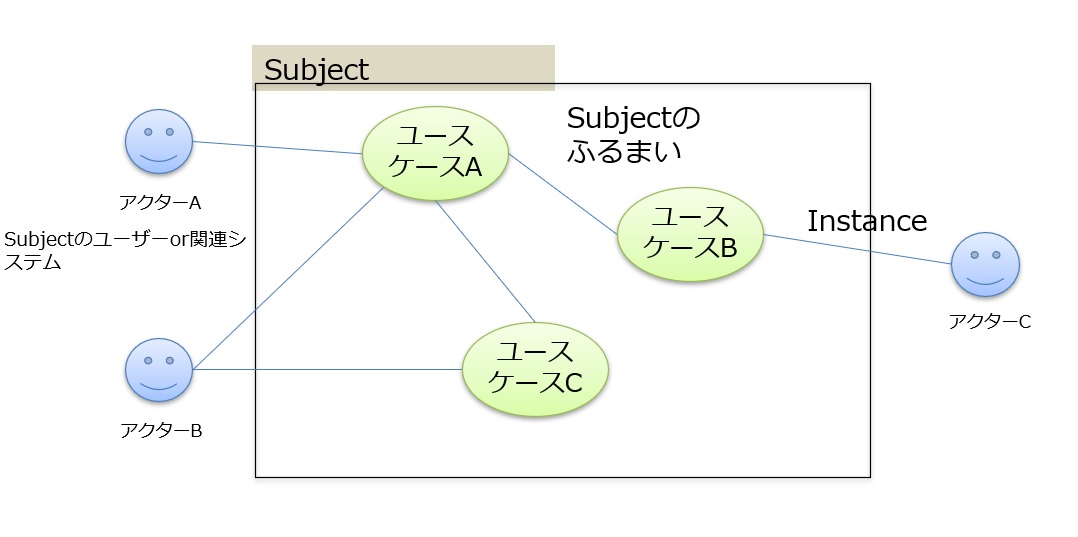 Subject
Subjectの
ふるまい
ユース
ケースA
アクターA
Subjectのユーザーor関連シ
ステム
ユース
ケースB
Instance
アクターC
ユース
ケースC
アクターB